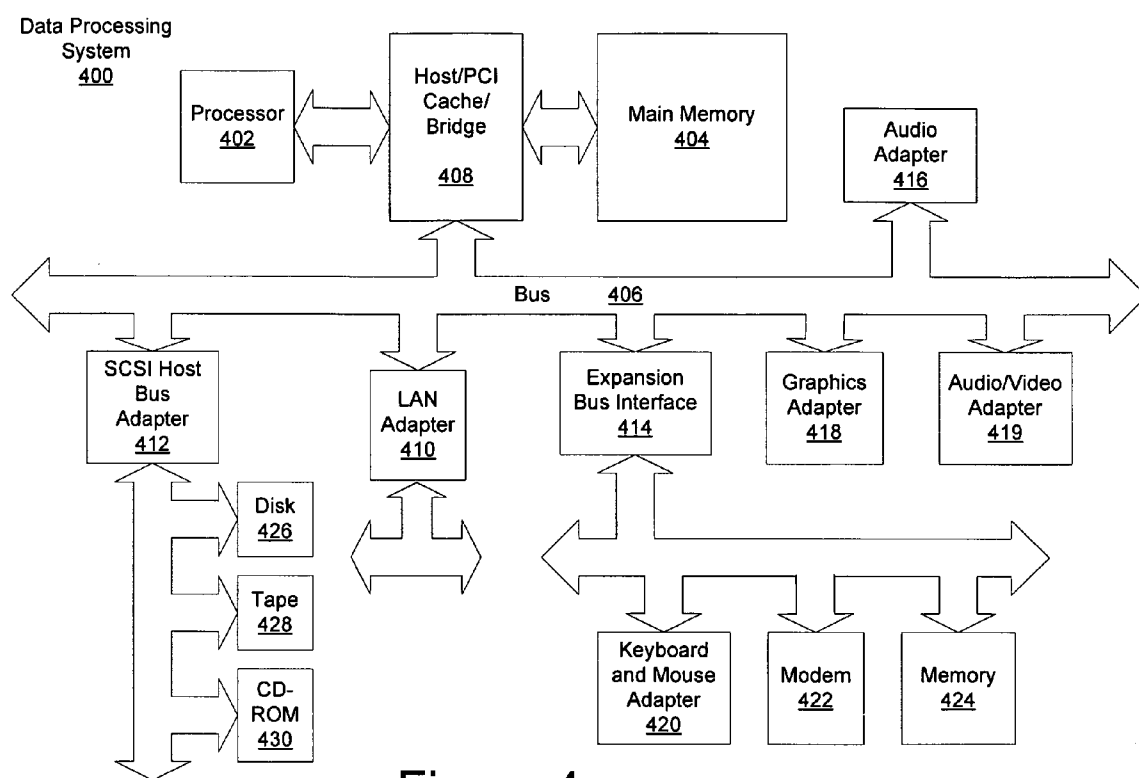 Data Processing
System
400
Processor
402
Host/PCI
Cache/
Bridge
408
Main Memory
404
Audio
Adapter
416
Bus 406
SCSI Host
Bus
Adapter
412
LAN
Adapter
410
Expansion
Bus Interface
414
Graphics
Adapter
418
Audio/Video
Adapter
419
Disk
426
Tape
428
CD-
ROM
430
Keyboard
and Mouse
Adapter
420
Modem
422
Memory
424